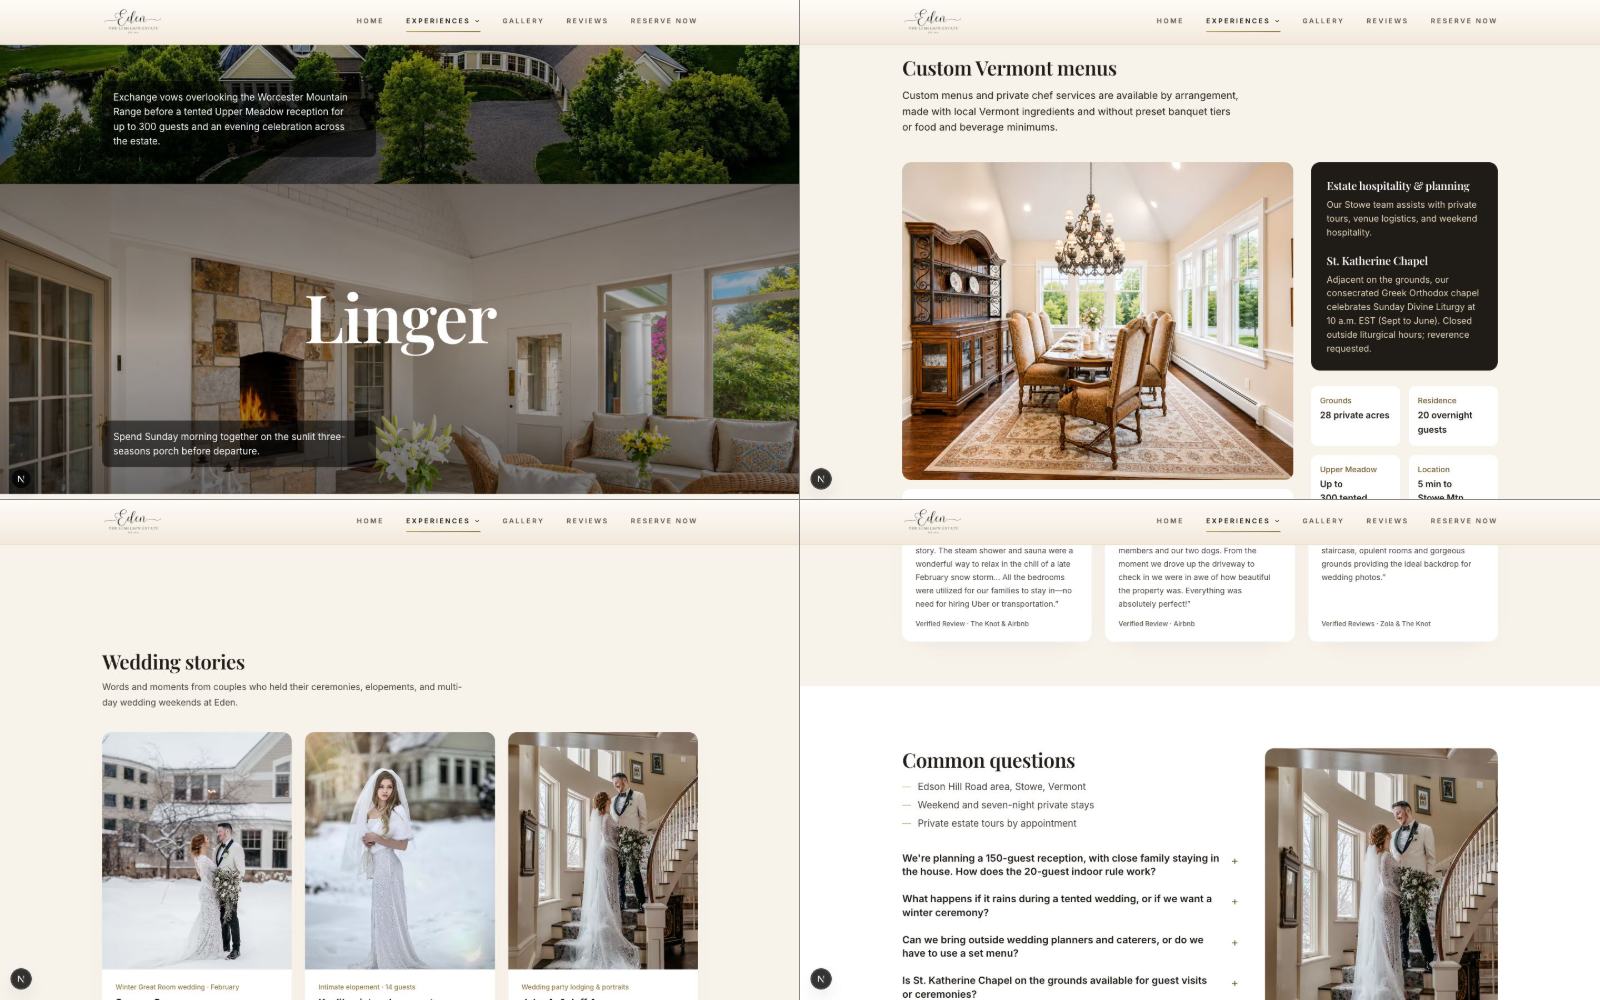 Eden
HOME EXPERIENCES GALLERY REVIEWS RESERVE NOW
Exchange vows overlooking the Worcester Mountain
Range before a tented Upper Meadow reception for
up to 300 guests and an evening celebration across
the estate.
Linger
Spend Sunday morning together on the sunlit three-
seasons porch before departure.
N
Eden
HOME EXPERIENCES GALLERY REVIEWS RESERVE NOW
Custom Vermont menus
Custom menus and private chef services are available by arrangement,
made with local Vermont ingredients and without preset banquet tiers
or food and beverage minimums.
Estate hospitality & planning
Our Stowe team assists with private
tours, venue logistics, and weekend
hospitality.
St. Katherine Chapel
Adjacent on the grounds, our
consecrated Greek Orthodox chapel
celebrates Sunday Divine Liturgy at
10 a.m. EST (Sept to June). Closed
outside liturgical hours; reverence
requested.
Grounds
28 private acres
Residence
20 overnight
guests
Upper Meadow
Up to
300 tented
Location
5 min to
Stowe Mtn
N
Eden
HOME EXPERIENCES GALLERY REVIEWS RESERVE NOW
Wedding stories
Words and moments from couples who held their ceremonies, elopements, and multi-
day wedding weekends at Eden.
Winter Great Room wedding · February
Intimate elopement · 14 guests
Wedding party lodging & portraits
N
Eden
HOME EXPERIENCES GALLERY REVIEWS RESERVE NOW
story. The steam shower and sauna were a
wonderful way to relax in the chill of a late
February snow storm... All the bedrooms
were utilized for our families to stay in—no
need for hiring Uber or transportation.”
Verified Review · The Knot & Airbnb
members and our two dogs. From the
moment we drove up the driveway to
check in we were in awe of how beautiful
the property was. Everything was
absolutely perfect!”
Verified Review · Airbnb
staircase, opulent rooms and gorgeous
grounds providing the ideal backdrop for
wedding photos.”
Verified Reviews · Zola & The Knot
Common questions
— Edson Hill Road area, Stowe, Vermont
— Weekend and seven-night private stays
— Private estate tours by appointment
We're planning a 150-guest reception, with close family staying in
the house. How does the 20-guest indoor rule work? +
What happens if it rains during a tented wedding, or if we want a
winter ceremony? +
Can we bring outside wedding planners and caterers, or do we
have to use a set menu? +
Is St. Katherine Chapel on the grounds available for guest visits
or ceremonies? +
N